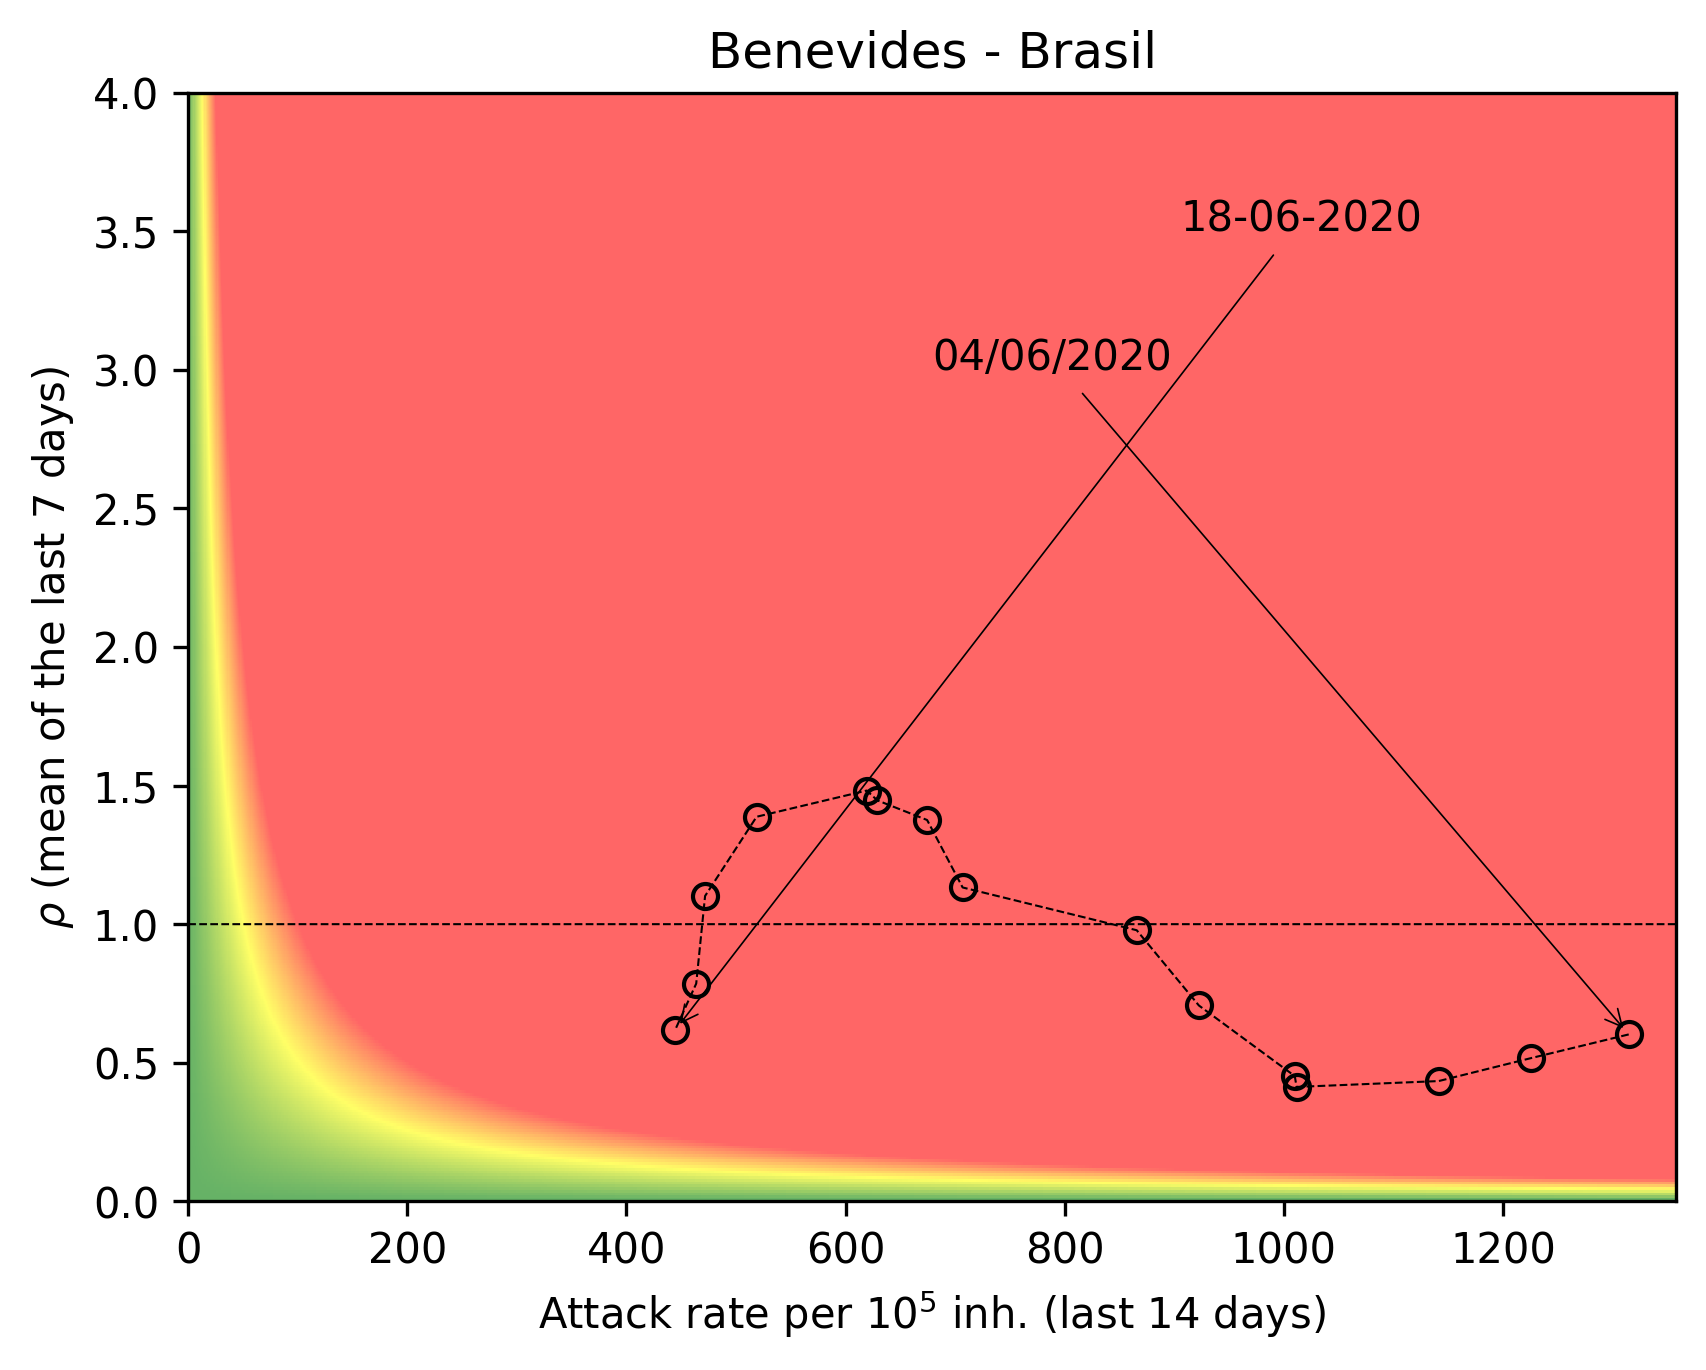 Benevides - Brasil
4.0
3.5
3.0
2.5
2.0
1.5
1.0
0.5
0.0
ρ (mean of the last 7 days)
18-06-2020
04/06/2020
0 200 400 600 800 1000 1200
Attack rate per 10⁵ inh. (last 14 days)